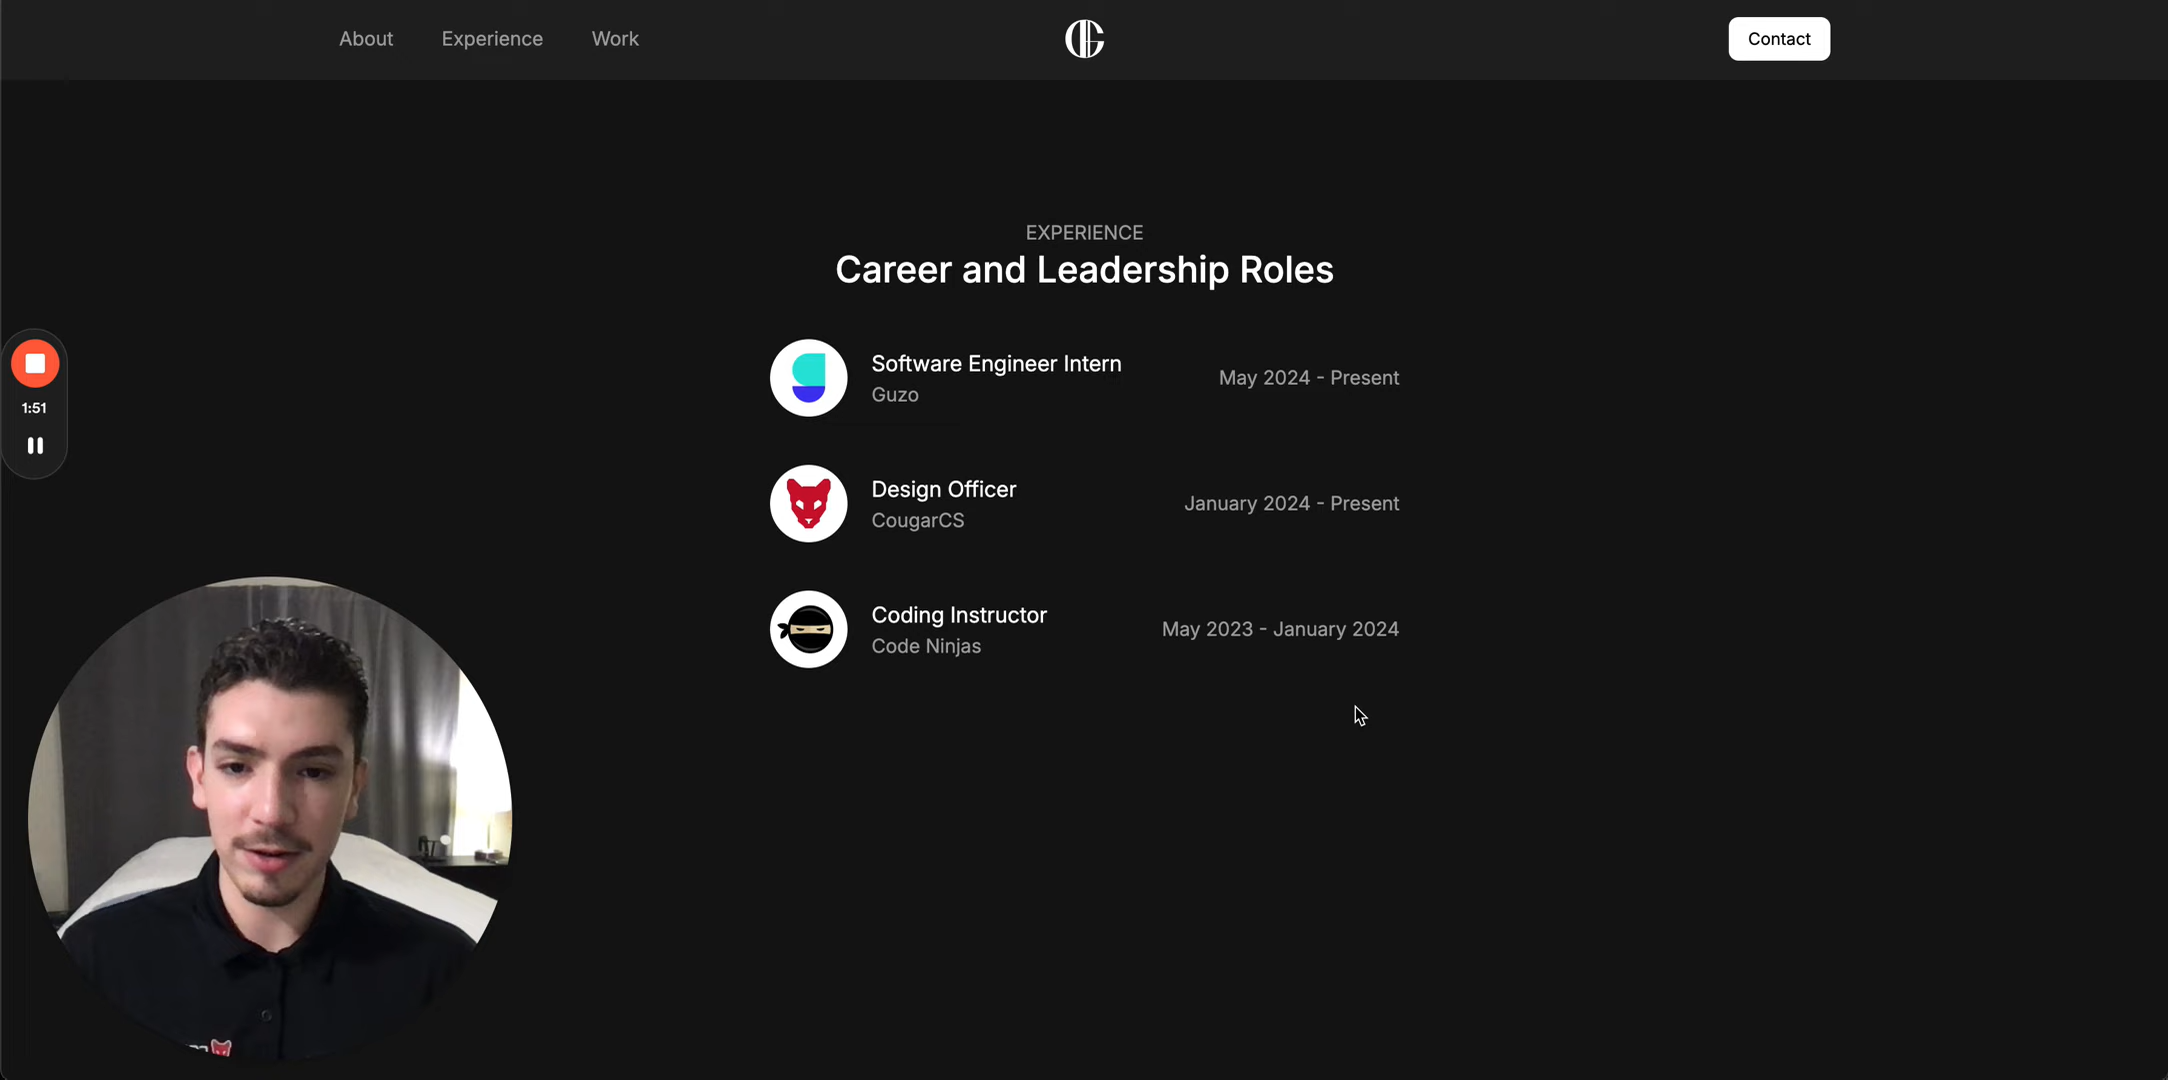 About
Experience
Work
Contact
EXPERIENCE
Career and Leadership Roles
Software Engineer Intern
Guzo
May 2024 - Present
1:51
Design Officer
CougarCS
January 2024 - Present
Coding Instructor
Code Ninjas
May 2023 - January 2024